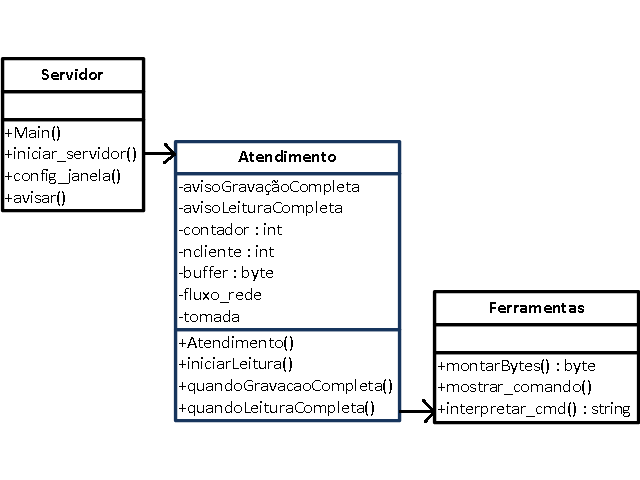 Servidor
+Main()
+iniciar_servidor()
+config_janela()
+avisar()
Atendimento
-avisoGravaçãoCompleta
-avisoLeituraCompleta
-contador : int
-ncliente : int
-buffer : byte
-fluxo_rede
-tomada
+Atendimento()
+iniciarLeitura()
+quandoGravacaoCompleta()
+quandoLeituraCompleta()
Ferramentas
+montarBytes() : byte
+mostrar_comando()
+interpretar_cmd() : string